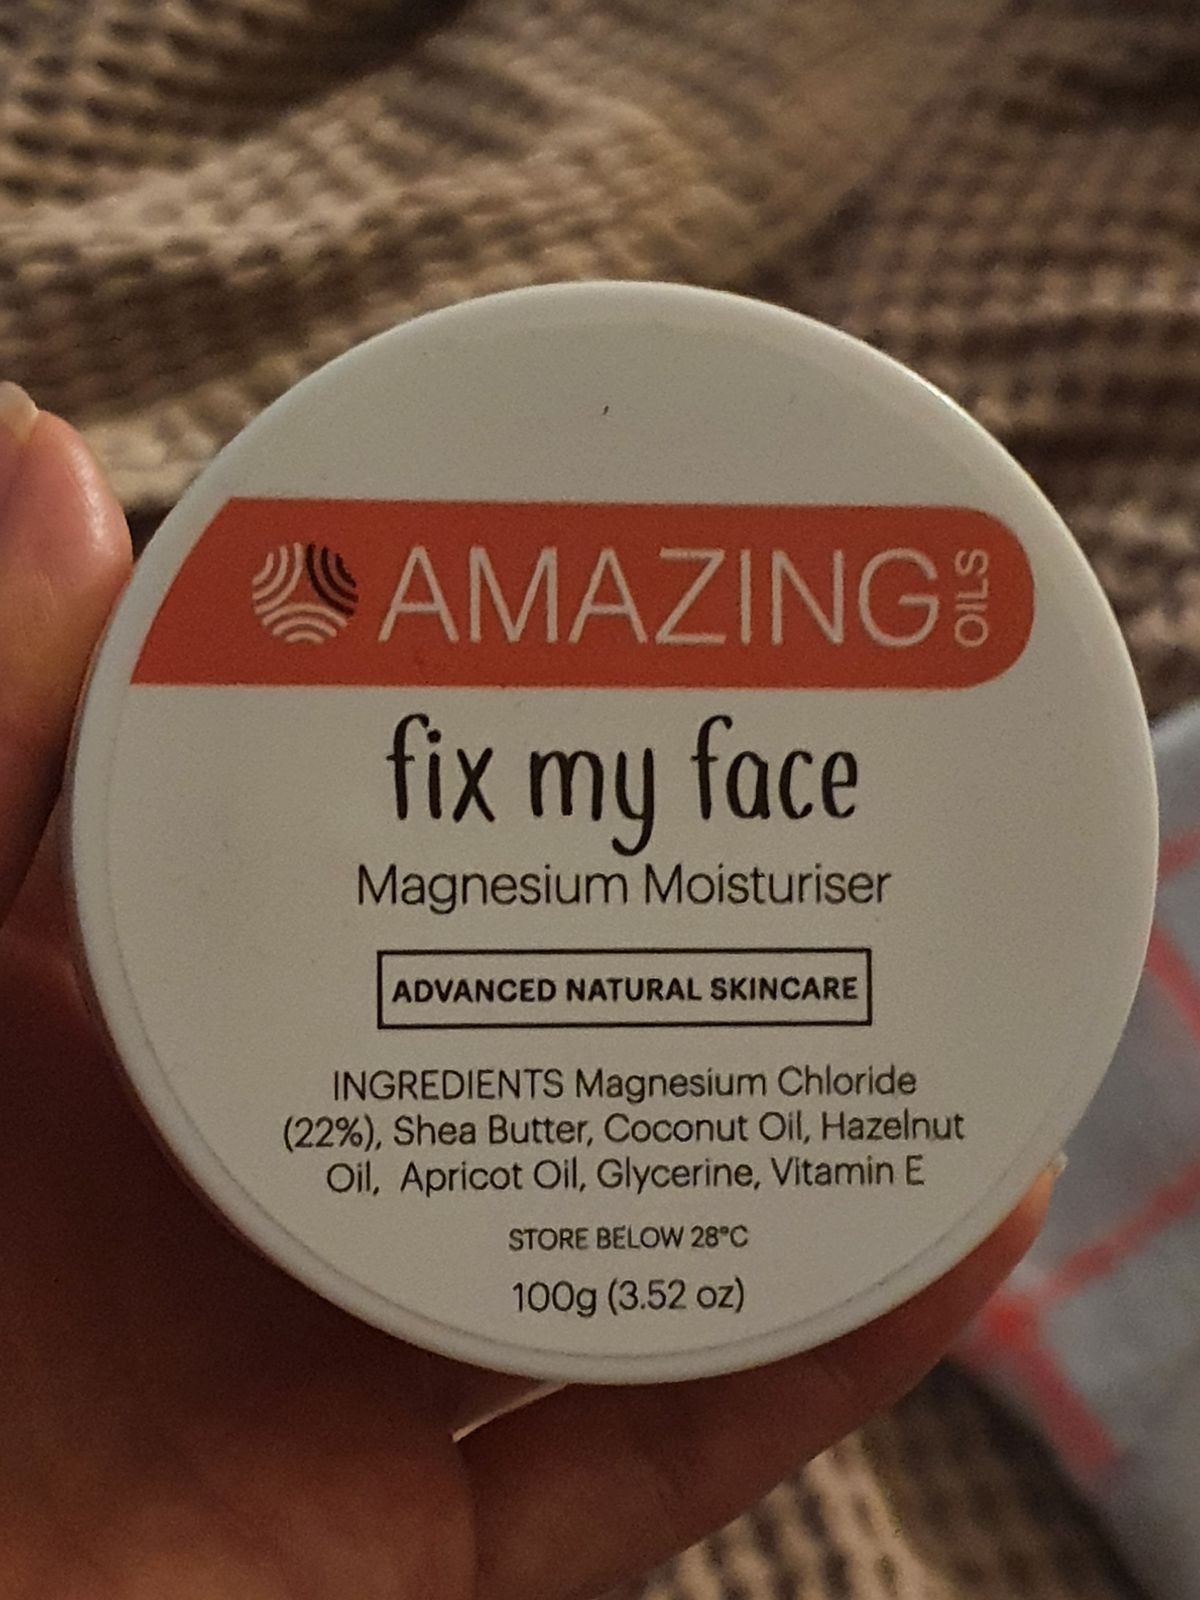 AMAZING OILS
fix my face
Magnesium Moisturiser
ADVANCED NATURAL SKINCARE
INGREDIENTS Magnesium Chloride
(22%), Shea Butter, Coconut Oil, Hazelnut
Oil, Apricot Oil, Glycerine, Vitamin E
STORE BELOW 28°C
100g (3.52 oz)